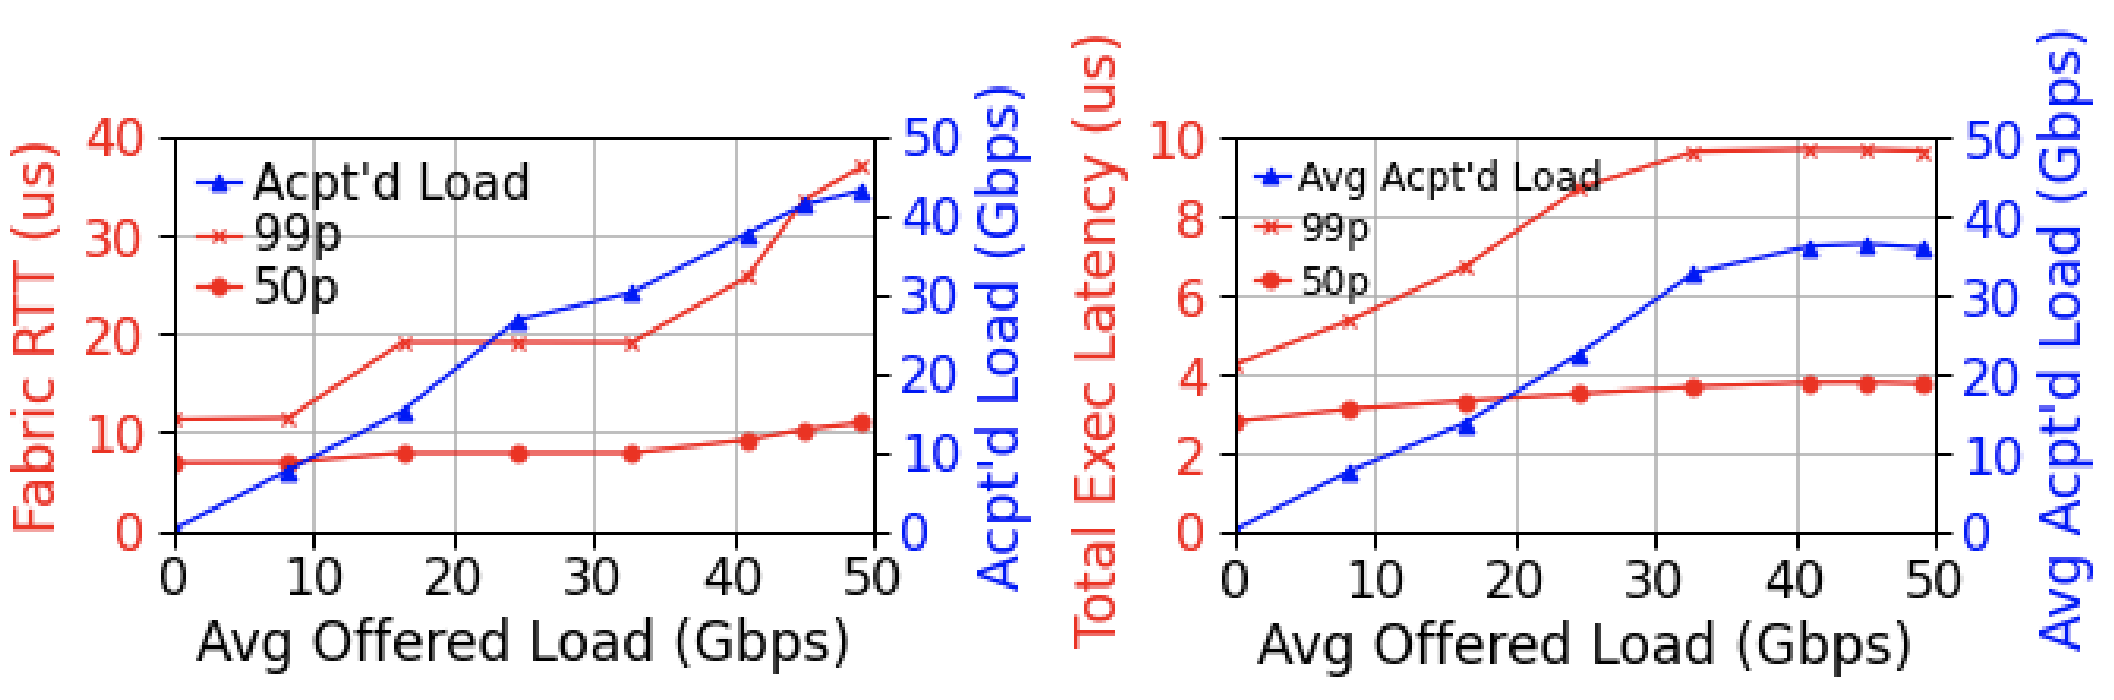 Fabric RTT (us)
40
30
20
10
0
Acpt'd Load
99p
50p
50
40
30
20
10
0
Acpt'd Load (Gbps)
0 10 20 30 40 50
Avg Offered Load (Gbps)
Total Exec Latency (us)
10
8
6
4
2
0
Avg Acpt'd Load
99p
50p
50
40
30
20
10
0
Avg Acpt'd Load (Gbps)
0 10 20 30 40 50
Avg Offered Load (Gbps)